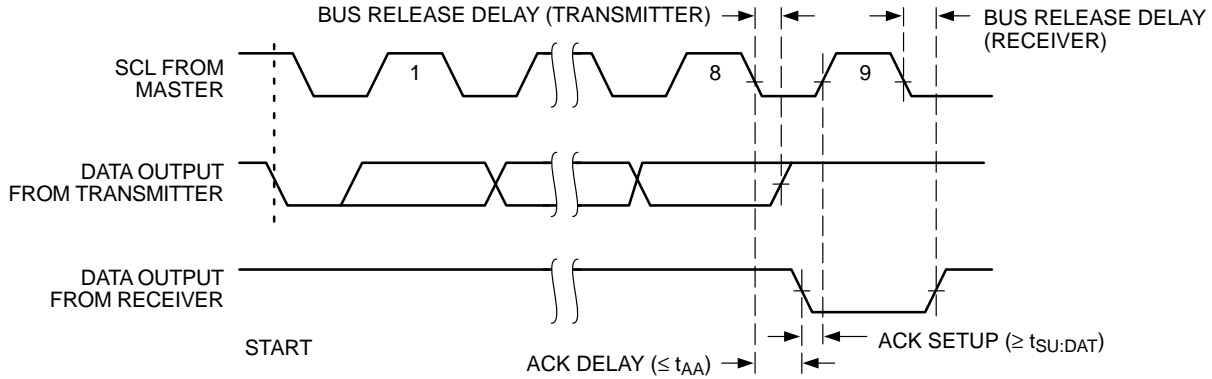 BUS RELEASE DELAY (TRANSMITTER)
BUS RELEASE DELAY
(RECEIVER)
SCL FROM
MASTER
1
8
9
DATA OUTPUT
FROM TRANSMITTER
DATA OUTPUT
FROM RECEIVER
START
ACK SETUP (≥ tSU:DAT)
ACK DELAY (≤ tAA)